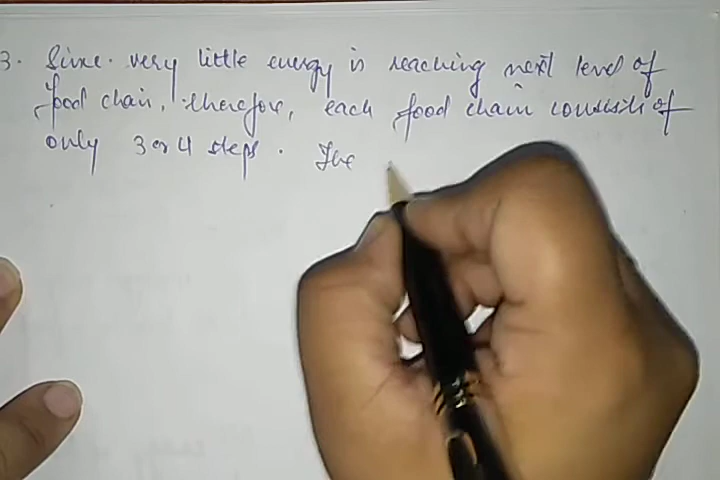 3. Since very little energy is reaching next level of
food chain, therefore, each food chain consists of
only 3 or 4 steps. The